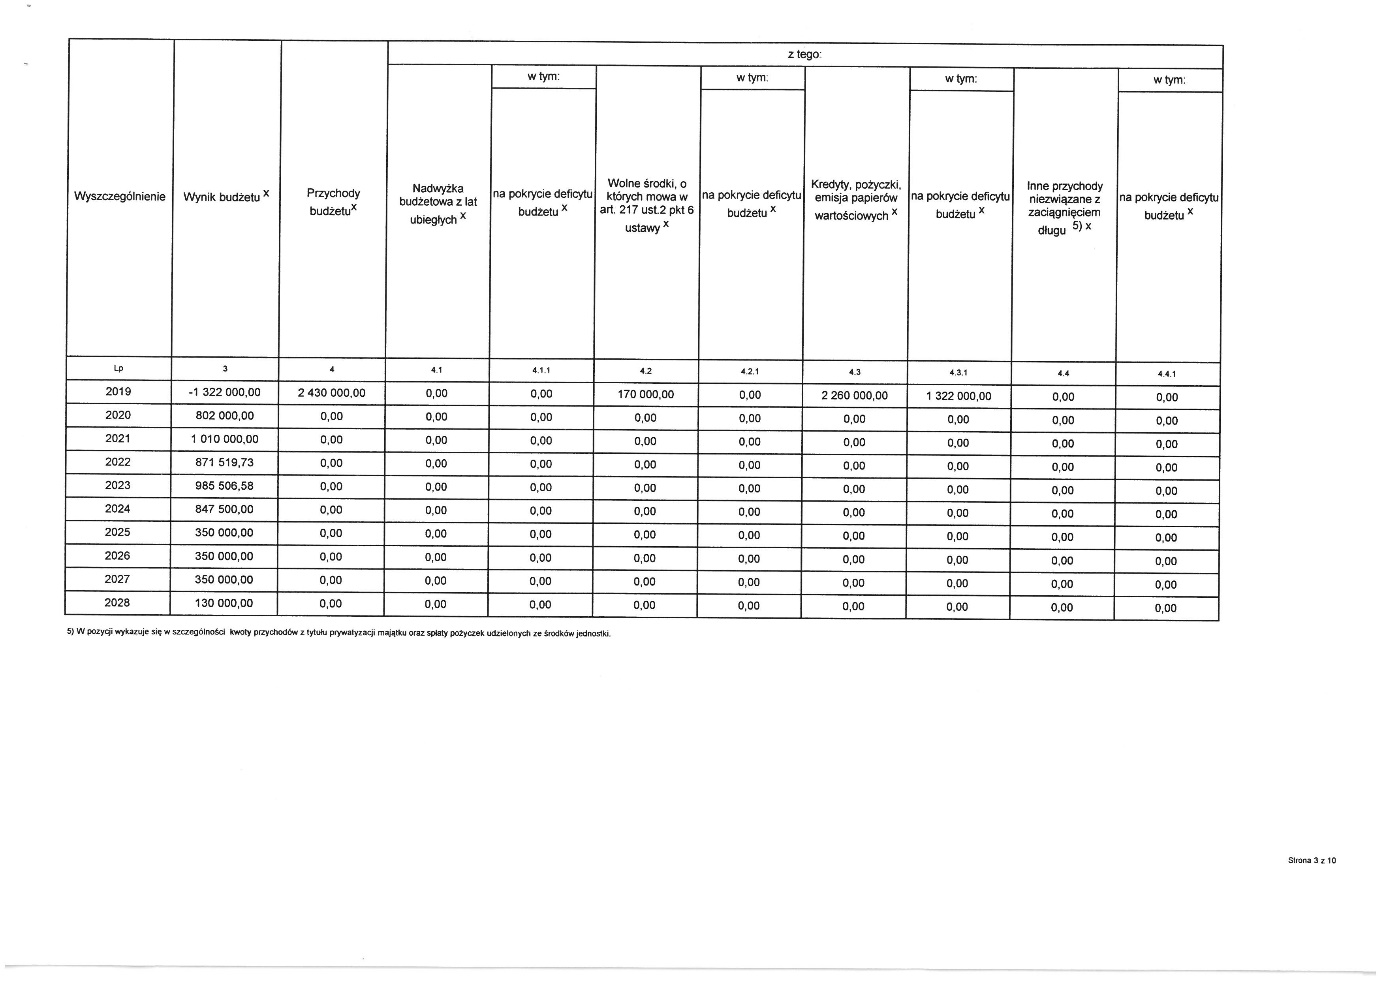 z tego:
w tym: w tym: w tym: w tym:
Wyszczególnienie Wynik budżetu x Przychody budżetu x Nadwyżka budżetowa z lat ubiegłych x na pokrycie deficytu budżetu x Wolne środki, o których mowa w art. 217 ust.2 pkt 6 ustawy x na pokrycie deficytu budżetu x Kredyty, pożyczki, emisja papierów wartościowych x na pokrycie deficytu budżetu x Inne przychody niezwiązane z zaciągnięciem długu 5) x na pokrycie deficytu budżetu x
Lp 3 4 4.1 4.1.1 4.2 4.2.1 4.3 4.3.1 4.4 4.4.1
2019 -1 322 000,00 2 430 000,00 0,00 0,00 170 000,00 0,00 2 260 000,00 1 322 000,00 0,00 0,00
2020 802 000,00 0,00 0,00 0,00 0,00 0,00 0,00 0,00 0,00 0,00
2021 1 010 000,00 0,00 0,00 0,00 0,00 0,00 0,00 0,00 0,00 0,00
2022 871 519,73 0,00 0,00 0,00 0,00 0,00 0,00 0,00 0,00 0,00
2023 985 506,58 0,00 0,00 0,00 0,00 0,00 0,00 0,00 0,00 0,00
2024 847 500,00 0,00 0,00 0,00 0,00 0,00 0,00 0,00 0,00 0,00
2025 350 000,00 0,00 0,00 0,00 0,00 0,00 0,00 0,00 0,00 0,00
2026 350 000,00 0,00 0,00 0,00 0,00 0,00 0,00 0,00 0,00 0,00
2027 350 000,00 0,00 0,00 0,00 0,00 0,00 0,00 0,00 0,00 0,00
2028 130 000,00 0,00 0,00 0,00 0,00 0,00 0,00 0,00 0,00 0,00
5) W pozycji wykazuje się w szczególności kwoty przychodów z tytułu prywatyzacji majątku oraz spłaty pożyczek udzielonych ze środków jednostki.
Strona 3 z 10